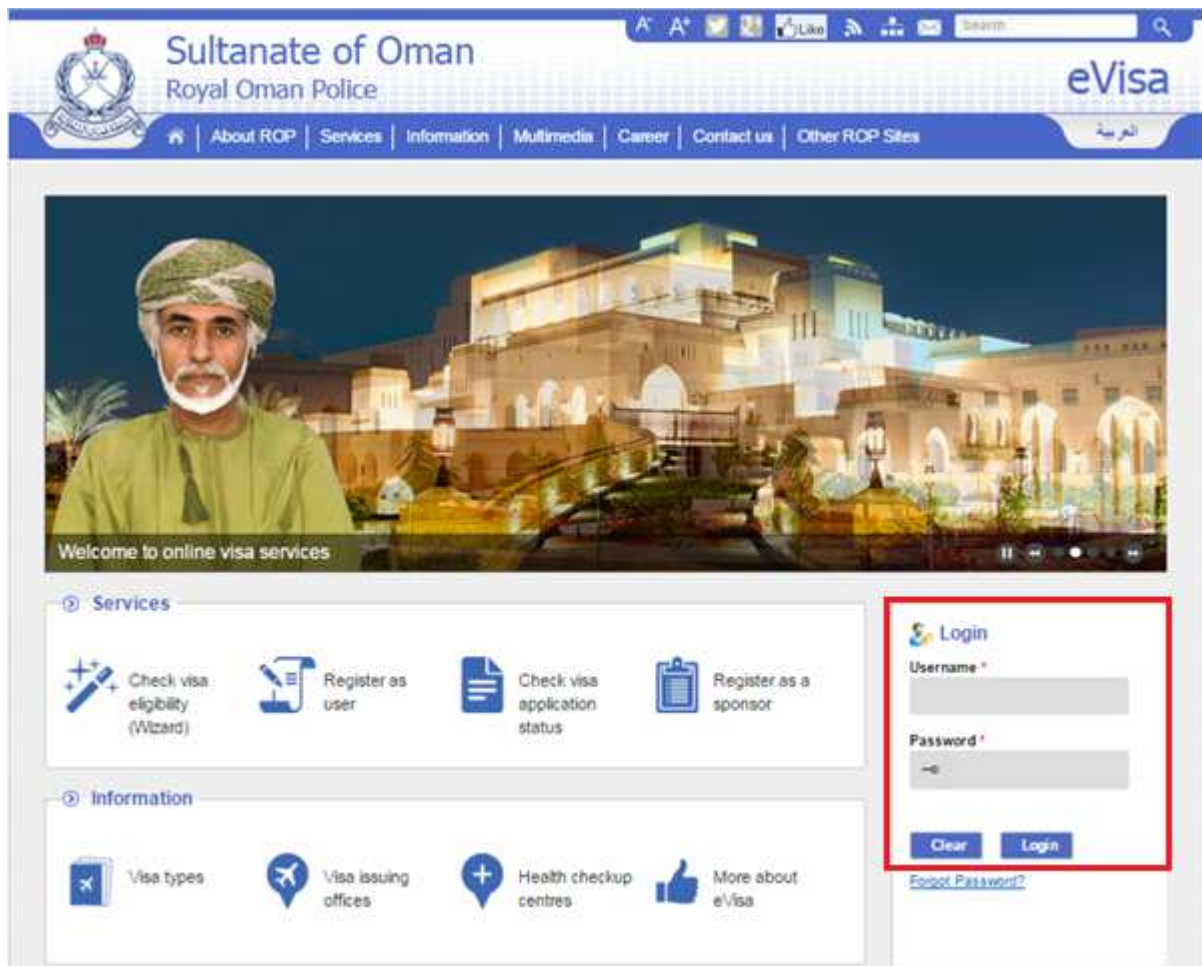 A- A+ Like Search
Sultanate of Oman
Royal Oman Police
eVisa
About ROP | Services | Information | Multimedia | Career | Contact us | Other ROP Sites
العربية
Welcome to online visa services
Services
Check visa
eligibility
(Wizard)
Register as
user
Check visa
application
status
Register as a
sponsor
Information
Visa types
Visa issuing
offices
Health checkup
centres
More about
eVisa
Login
Username *
Password *
Clear Login
Forgot Password?